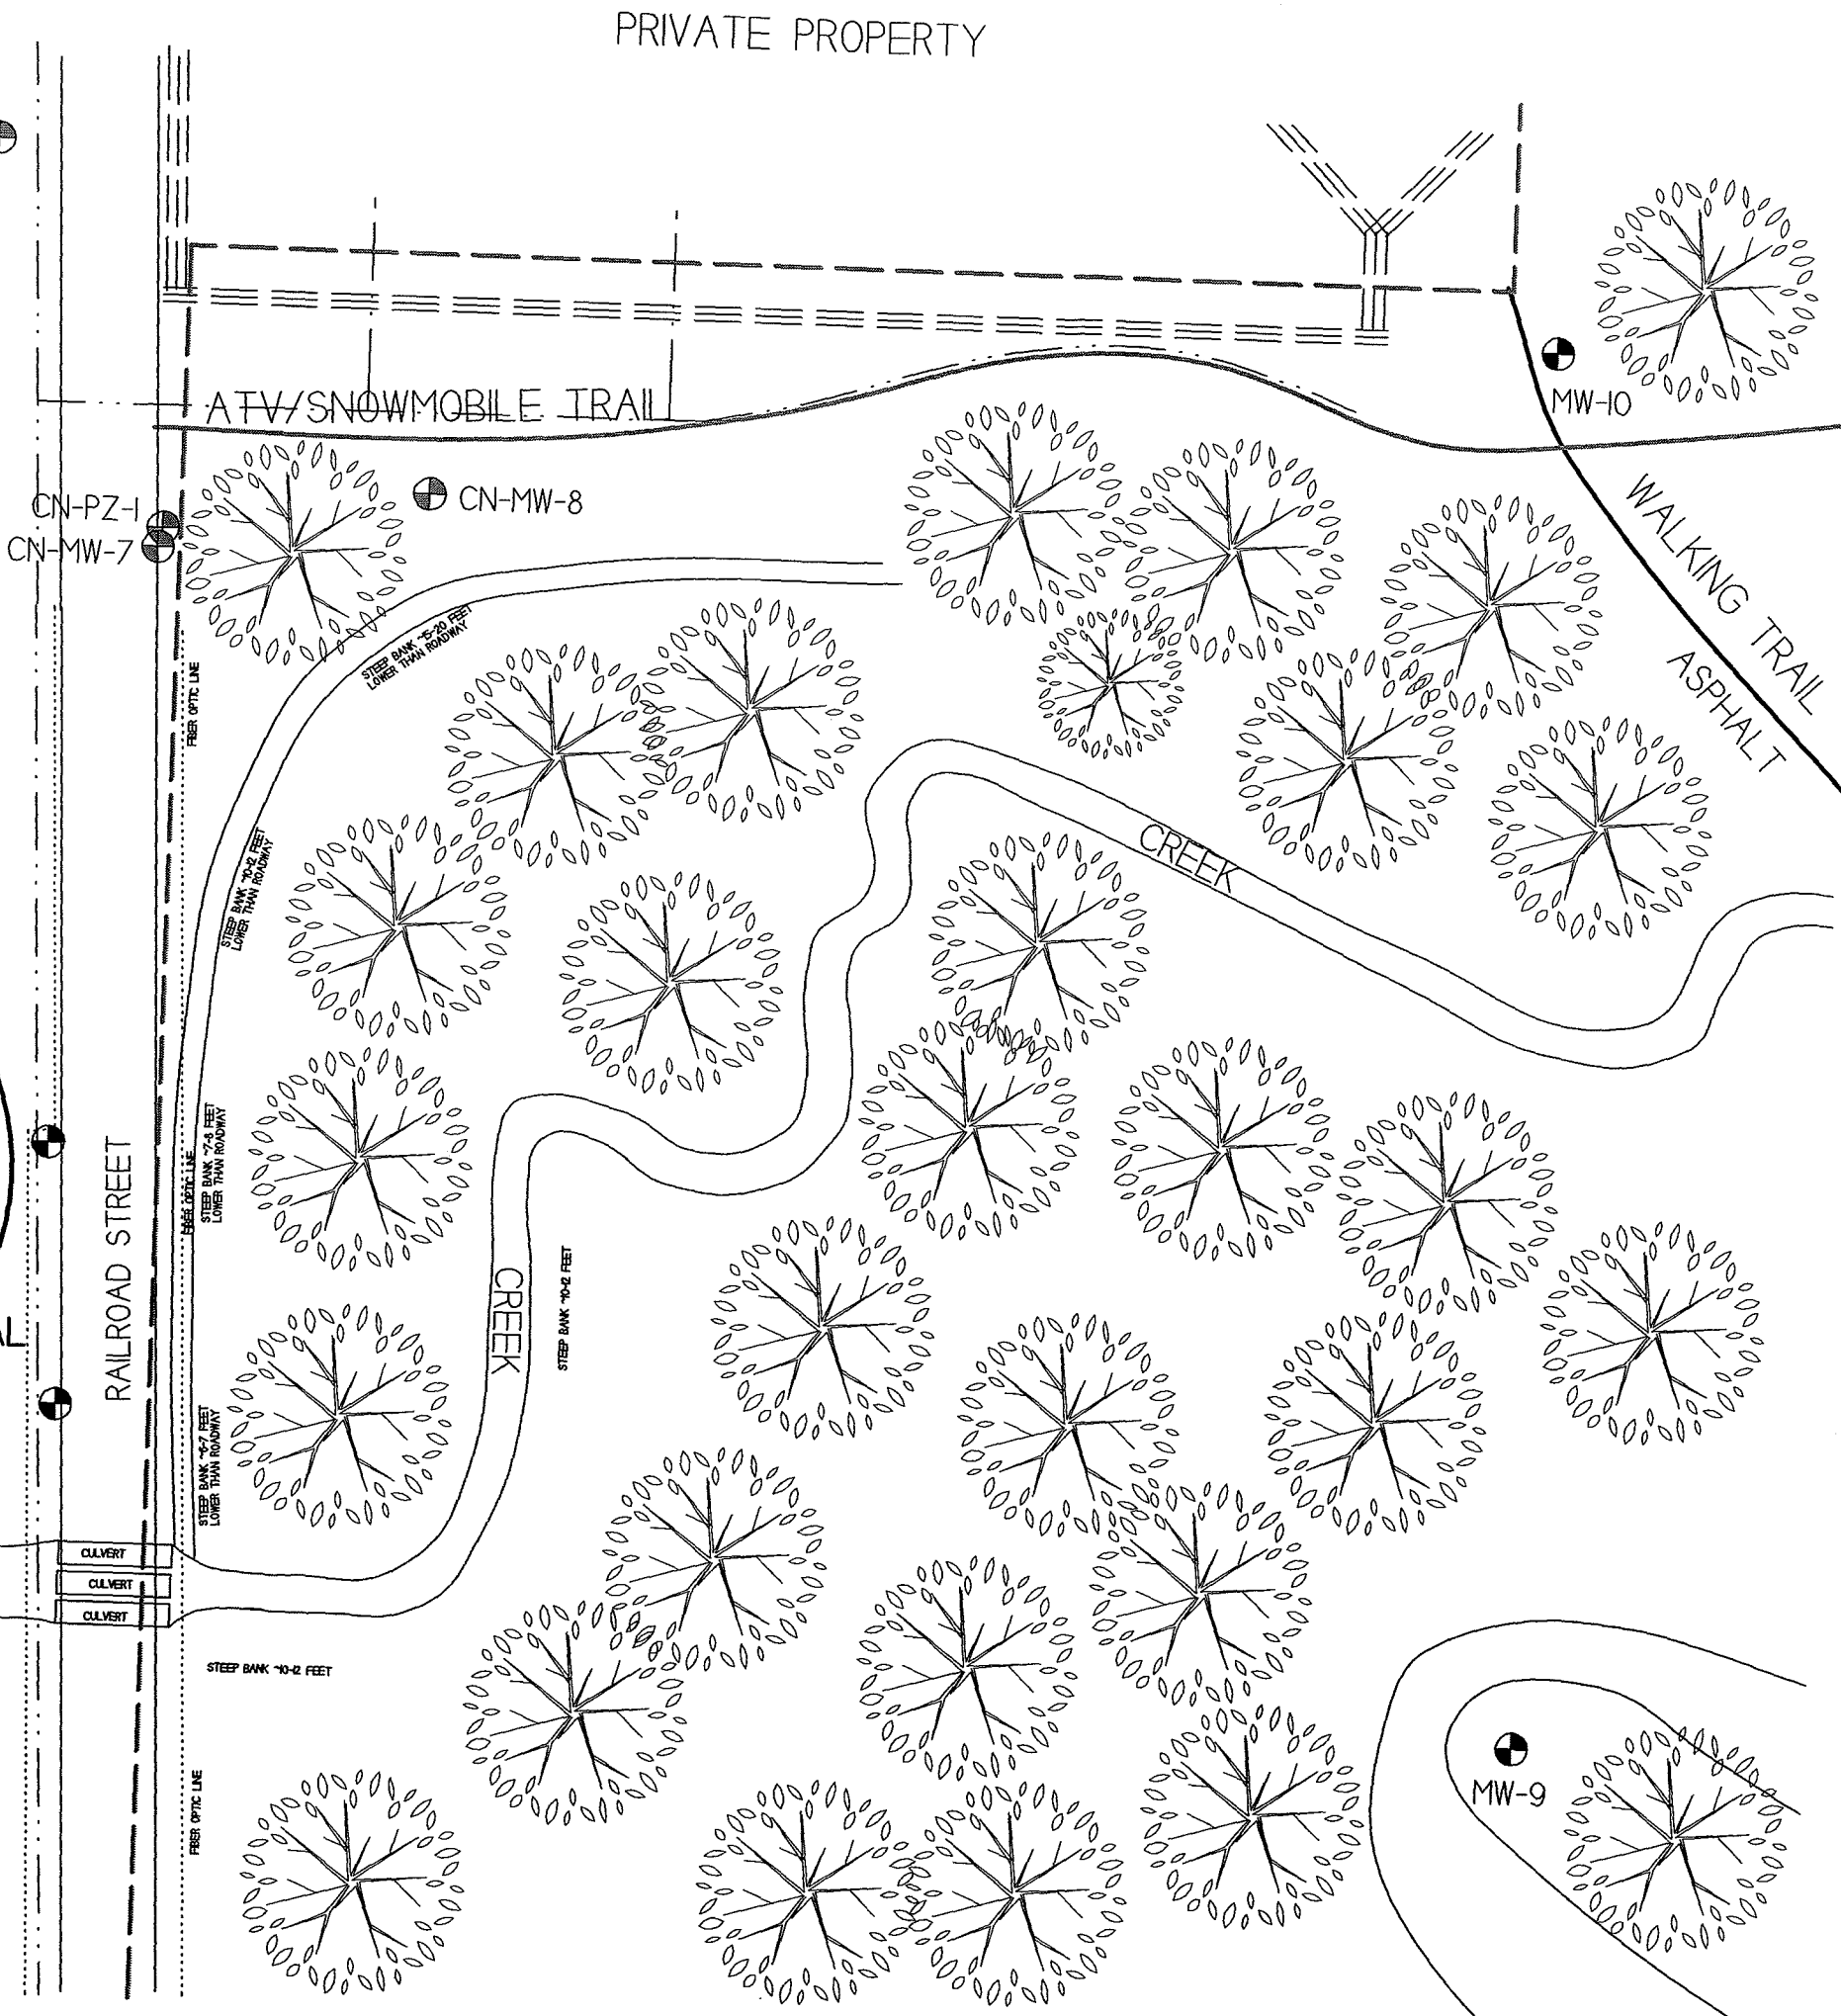 PRIVATE PROPERTY
MW-10
ATV/SNOWMOBILE TRAIL
CN-PZ-1
CN-MW-8
CN-MW-7
WALKING TRAIL
ASPHALT
STEEP BANK ~15-20 FEET
LOWER THAN ROADWAY
FIBER OPTIC LINE
CREEK
STEEP BANK ~10-12 FEET
LOWER THAN ROADWAY
RAILROAD STREET
FIBER OPTIC LINE
STEEP BANK ~7-8 FEET
LOWER THAN ROADWAY
CREEK
STEEP BANK ~10-12 FEET
STEEP BANK ~6-7 FEET
LOWER THAN ROADWAY
CULVERT
CULVERT
CULVERT
STEEP BANK ~10-12 FEET
FIBER OPTIC LINE
MW-9